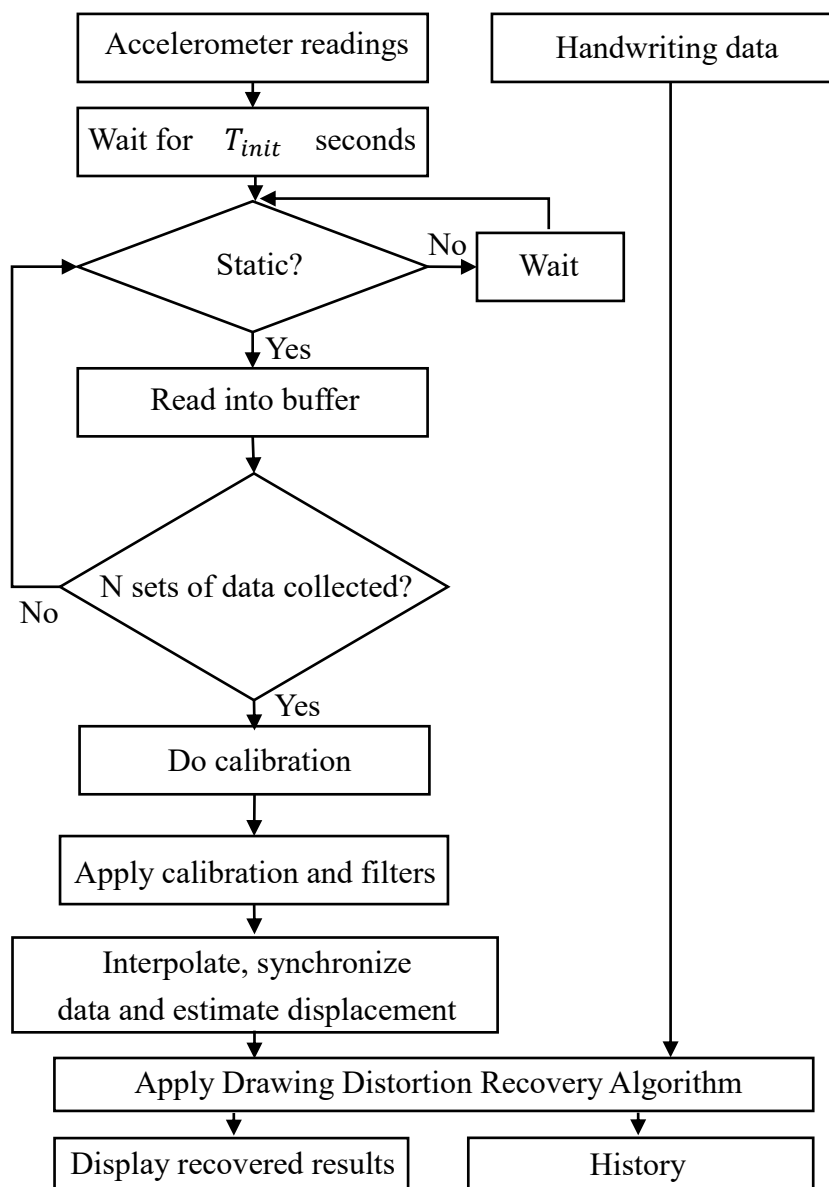 Accelerometer readings
Handwriting data
Wait for T_init seconds
Static?
No
Wait
Yes
Read into buffer
N sets of data collected?
No
Yes
Do calibration
Apply calibration and filters
Interpolate, synchronize
data and estimate displacement
Apply Drawing Distortion Recovery Algorithm
Display recovered results
History